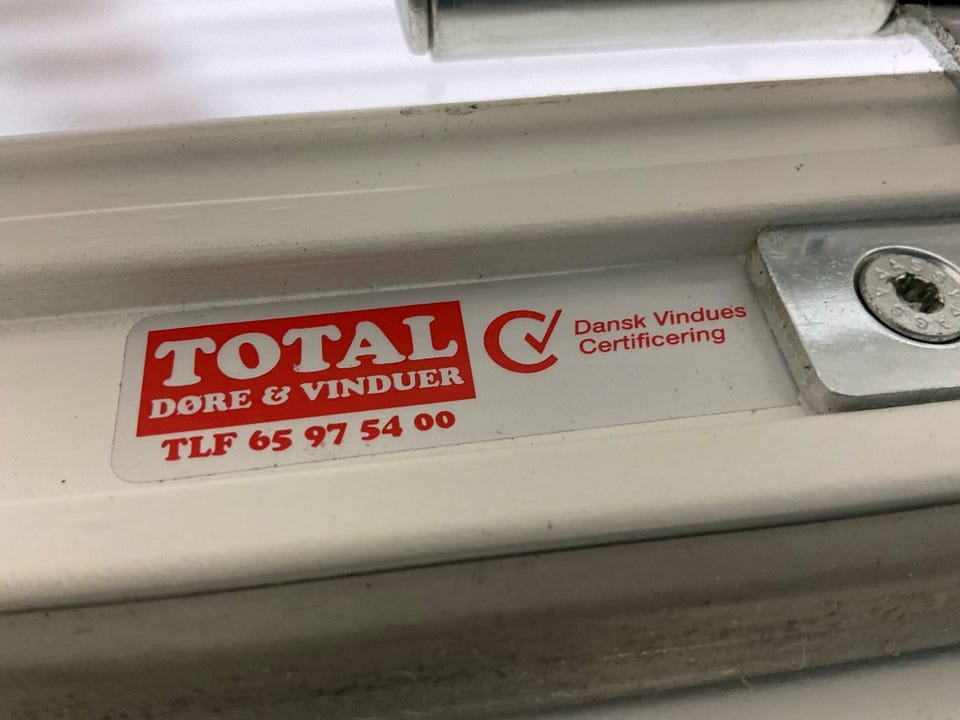 TOTAL
DØRE & VINDUER
TLF 65 97 54 00
Dansk Vindues
Certificering